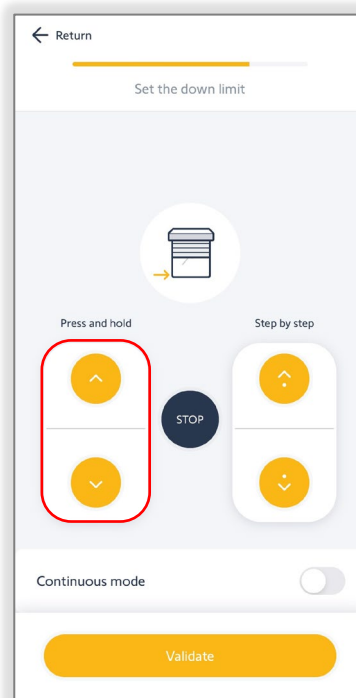 Return
Set the down limit
Press and hold
Step by step
STOP
Continuous mode
Validate